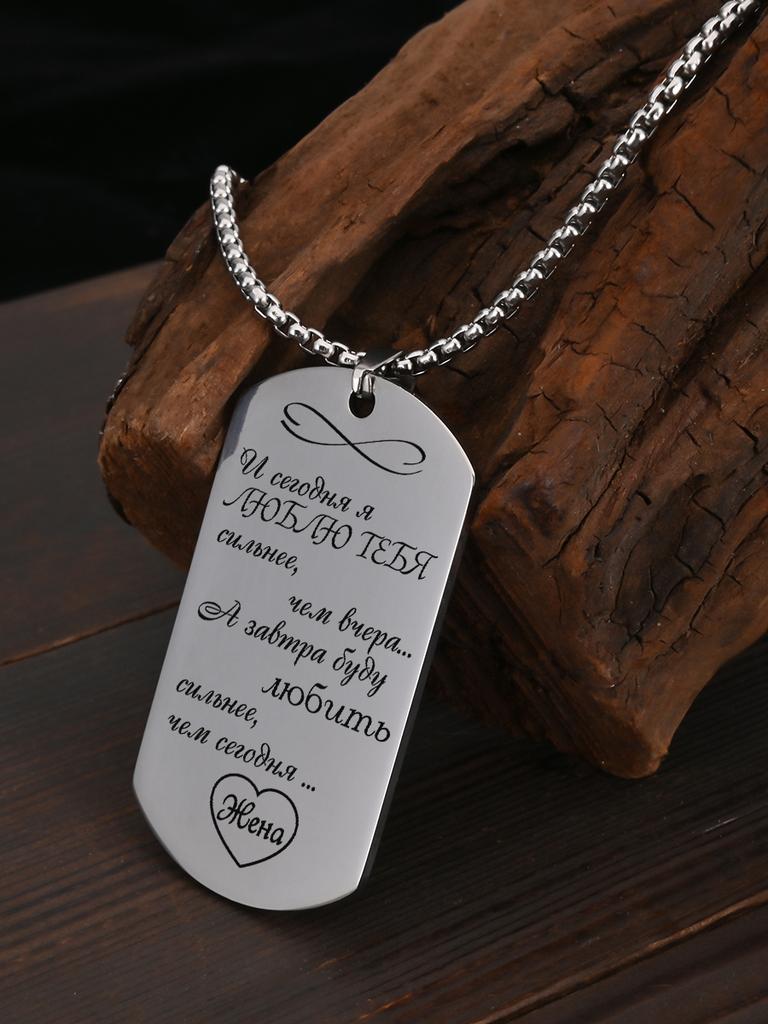 И сегодня я
ЛЮБЛЮ ТЕБЯ
сильнее,
чем вчера...
А завтра буду
любить
сильнее,
чем сегодня ...
Жена